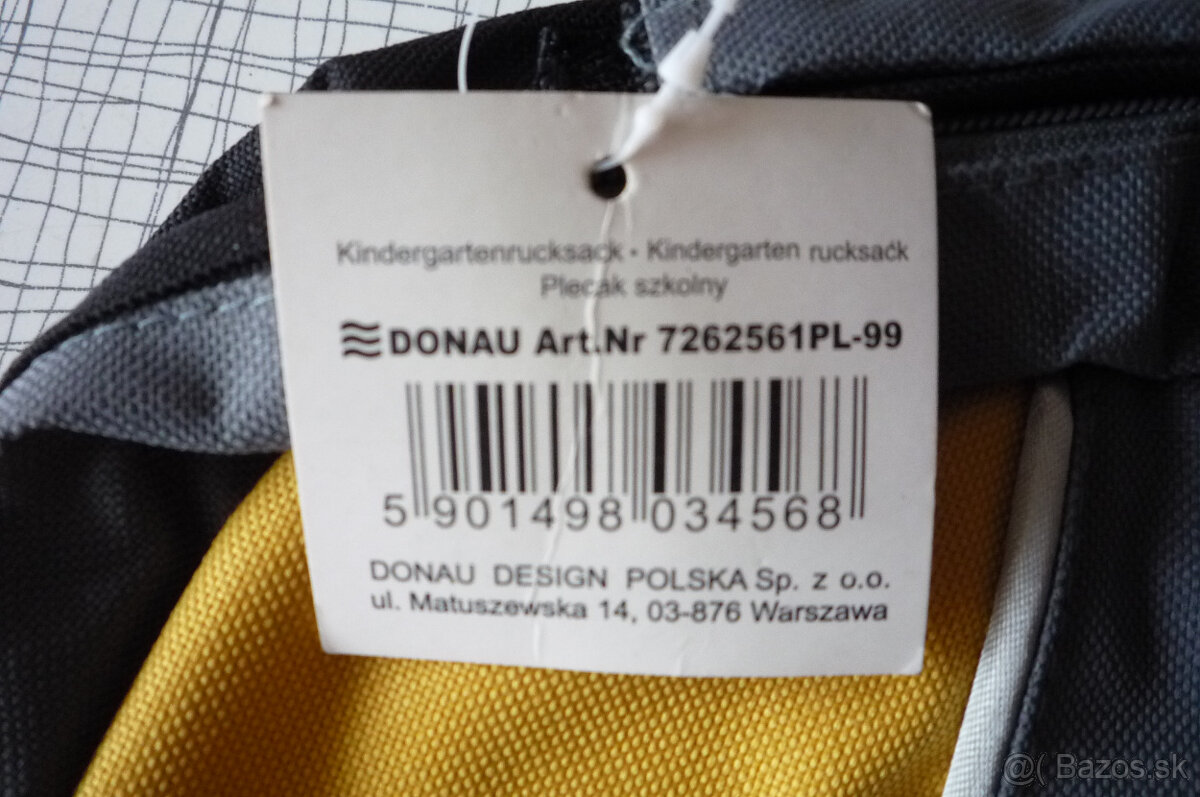 Kindergartenrucksack • Kindergarten rucksack
Plecak szkolny
DONAU Art.Nr 7262561PL-99
5 901498 034568
DONAU DESIGN POLSKA Sp. z o.o.
ul. Matuszewska 14, 03-876 Warszawa
@( Bazos.sk